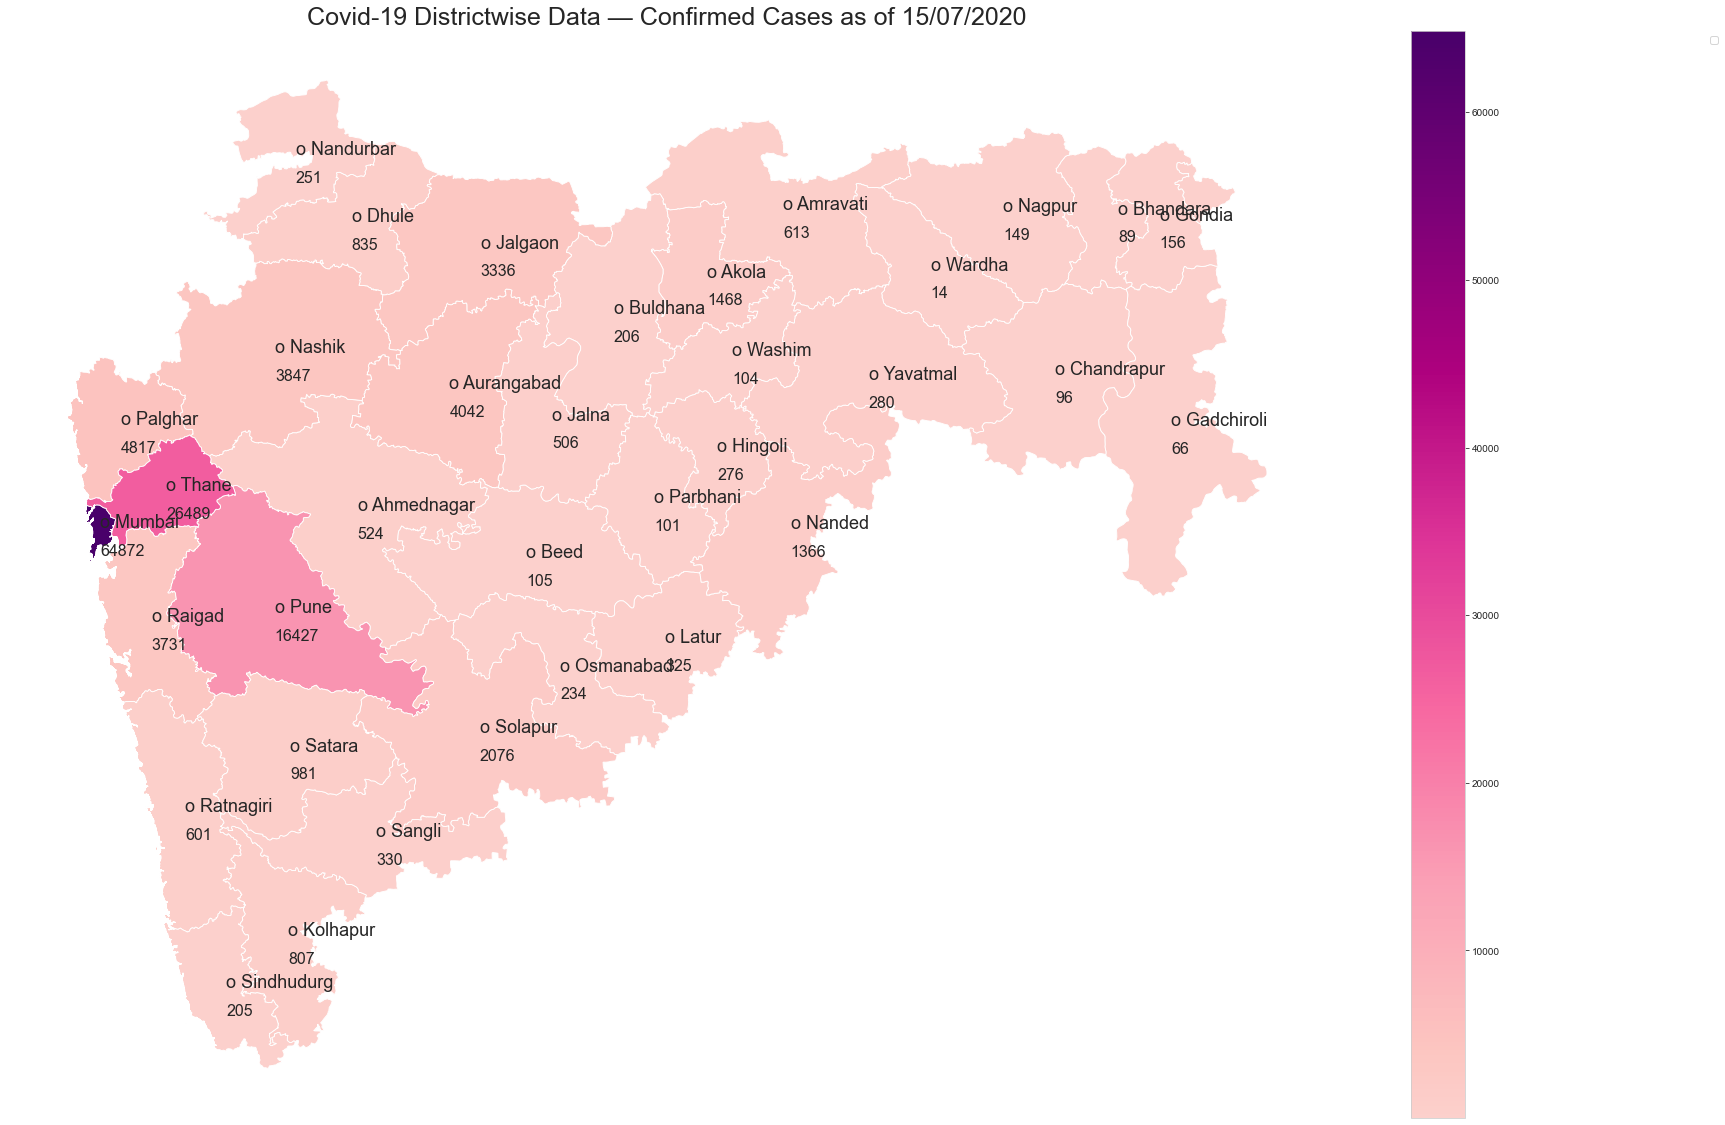 Covid-19 Districtwise Data — Confirmed Cases as of 15/07/2020
o Nandurbar
251
o Dhule
835
o Jalgaon
3336
o Amravati
613
o Nagpur
149
o Bhandara
89
o Gondia
156
o Akola
1468
o Wardha
14
o Buldhana
206
o Nashik
3847
o Washim
104
o Aurangabad
4042
o Yavatmal
280
o Chandrapur
96
o Jalna
506
o Palghar
4817
o Gadchiroli
66
o Hingoli
276
o Thane
26489
o Parbhani
101
o Ahmednagar
524
o Mumbai
64872
o Nanded
1366
o Beed
105
o Pune
16427
o Raigad
3731
o Latur
325
o Osmanabad
234
o Solapur
2076
o Satara
981
o Ratnagiri
601
o Sangli
330
o Kolhapur
807
o Sindhudurg
205
60000
50000
40000
30000
20000
10000